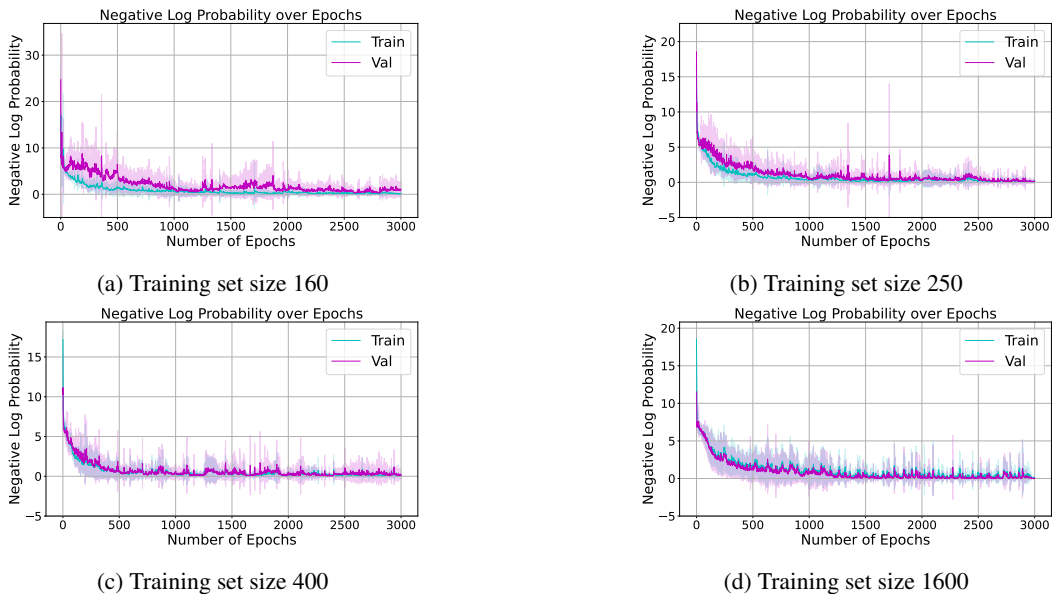 Negative Log Probability over Epochs
Negative Log Probability
30
20
10
0
Train
Val
0 500 1000 1500 2000 2500 3000
Number of Epochs
(a) Training set size 160
Negative Log Probability over Epochs
Negative Log Probability
20
15
10
5
0
−5
Train
Val
0 500 1000 1500 2000 2500 3000
Number of Epochs
(b) Training set size 250
Negative Log Probability over Epochs
Negative Log Probability
15
10
5
0
−5
Train
Val
0 500 1000 1500 2000 2500 3000
Number of Epochs
(c) Training set size 400
Negative Log Probability over Epochs
Negative Log Probability
20
15
10
5
0
−5
Train
Val
0 500 1000 1500 2000 2500 3000
Number of Epochs
(d) Training set size 1600